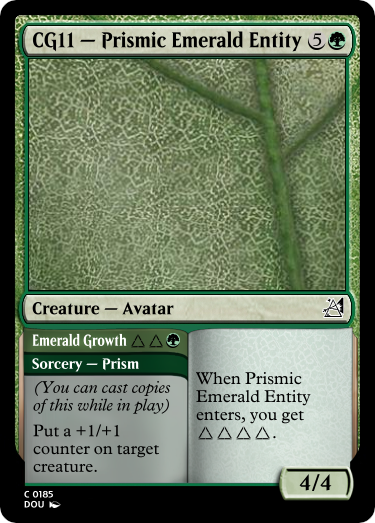 CG11 — Prismic Emerald Entity 5
Creature — Avatar
Emerald Growth △ △
Sorcery — Prism
(You can cast copies
of this while in play)
Put a +1/+1
counter on target
creature.
When Prismic
Emerald Entity
enters, you get
△ △ △ △.
4/4
C 0185
DOU